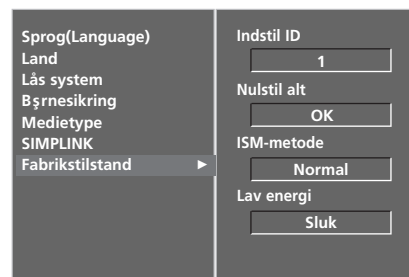 Sprog(Language)
Land
Lås system
Bşrnesikring
Medietype
SIMPLINK
Fabrikstilstand ►
Indstil ID
1
Nulstil alt
OK
ISM-metode
Normal
Lav energi
Sluk